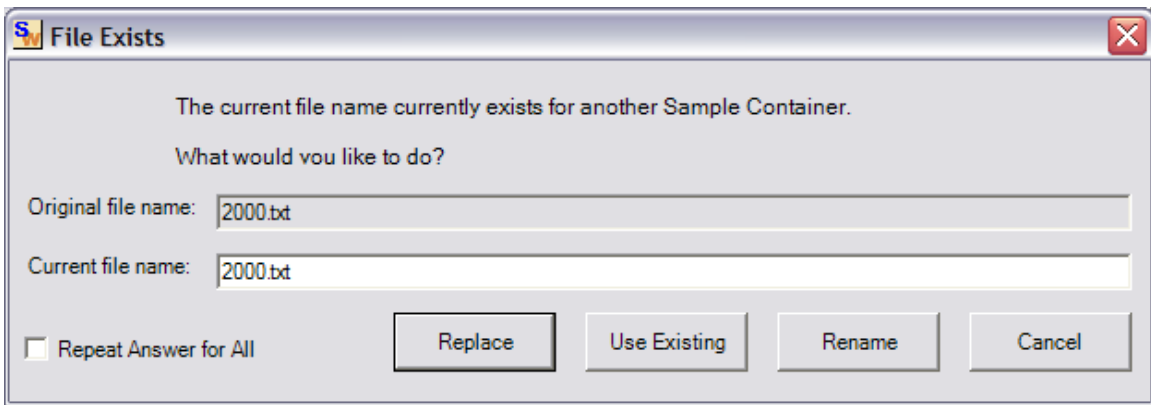 SW File Exists
The current file name currently exists for another Sample Container.
What would you like to do?
Original file name: 2000.txt
Current file name: 2000.txt
Repeat Answer for All Replace Use Existing Rename Cancel